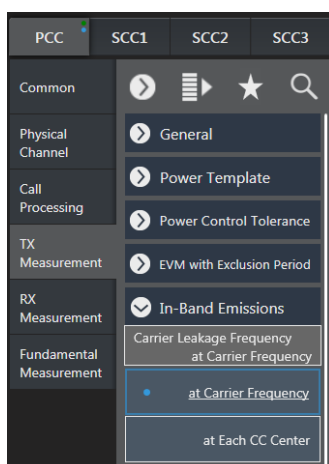 PCC SCC1 SCC2 SCC3
Common
Physical
Channel
Call
Processing
TX
Measurement
RX
Measurement
Fundamental
Measurement
General
Power Template
Power Control Tolerance
EVM with Exclusion Period
In-Band Emissions
Carrier Leakage Frequency
at Carrier Frequency
at Carrier Frequency
at Each CC Center